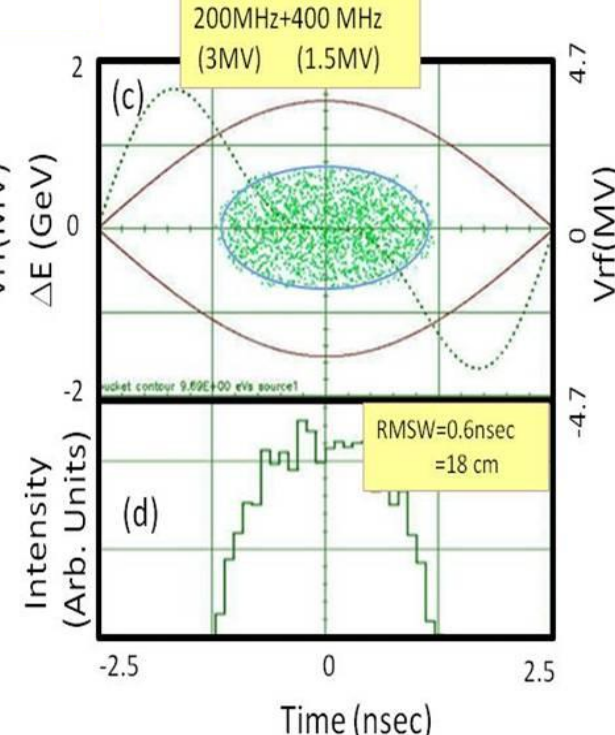 200MHz+400 MHz
(3MV) (1.5MV)
(c)
2
0
-2
ΔE (GeV)
4.7
0
-4.7
Vrf(MV)
ucket contour 9.69E+00 eVs source1
RMSW=0.6nsec
=18 cm
(d)
Intensity
(Arb. Units)
-2.5
0
2.5
Time (nsec)